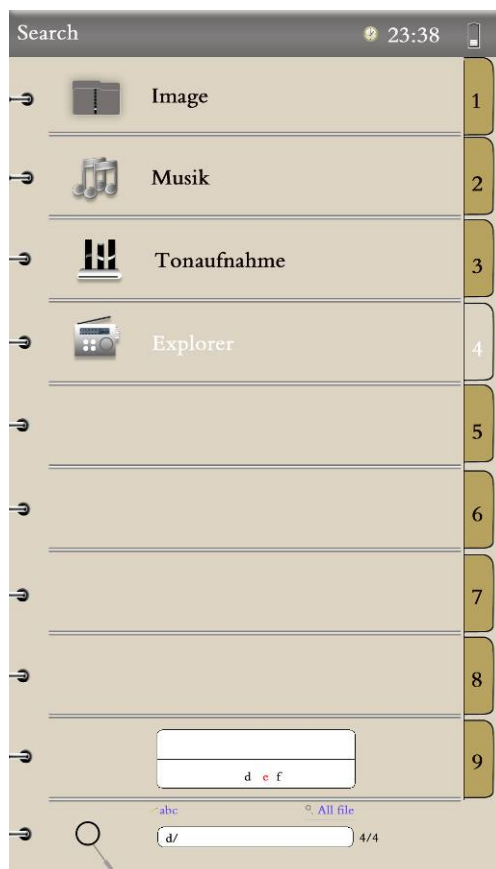 Search 23:38
Image 1
Musik 2
Tonaufnahme 3
Explorer 4
5
6
7
8
9
d e f
abc All file
d/ 4/4